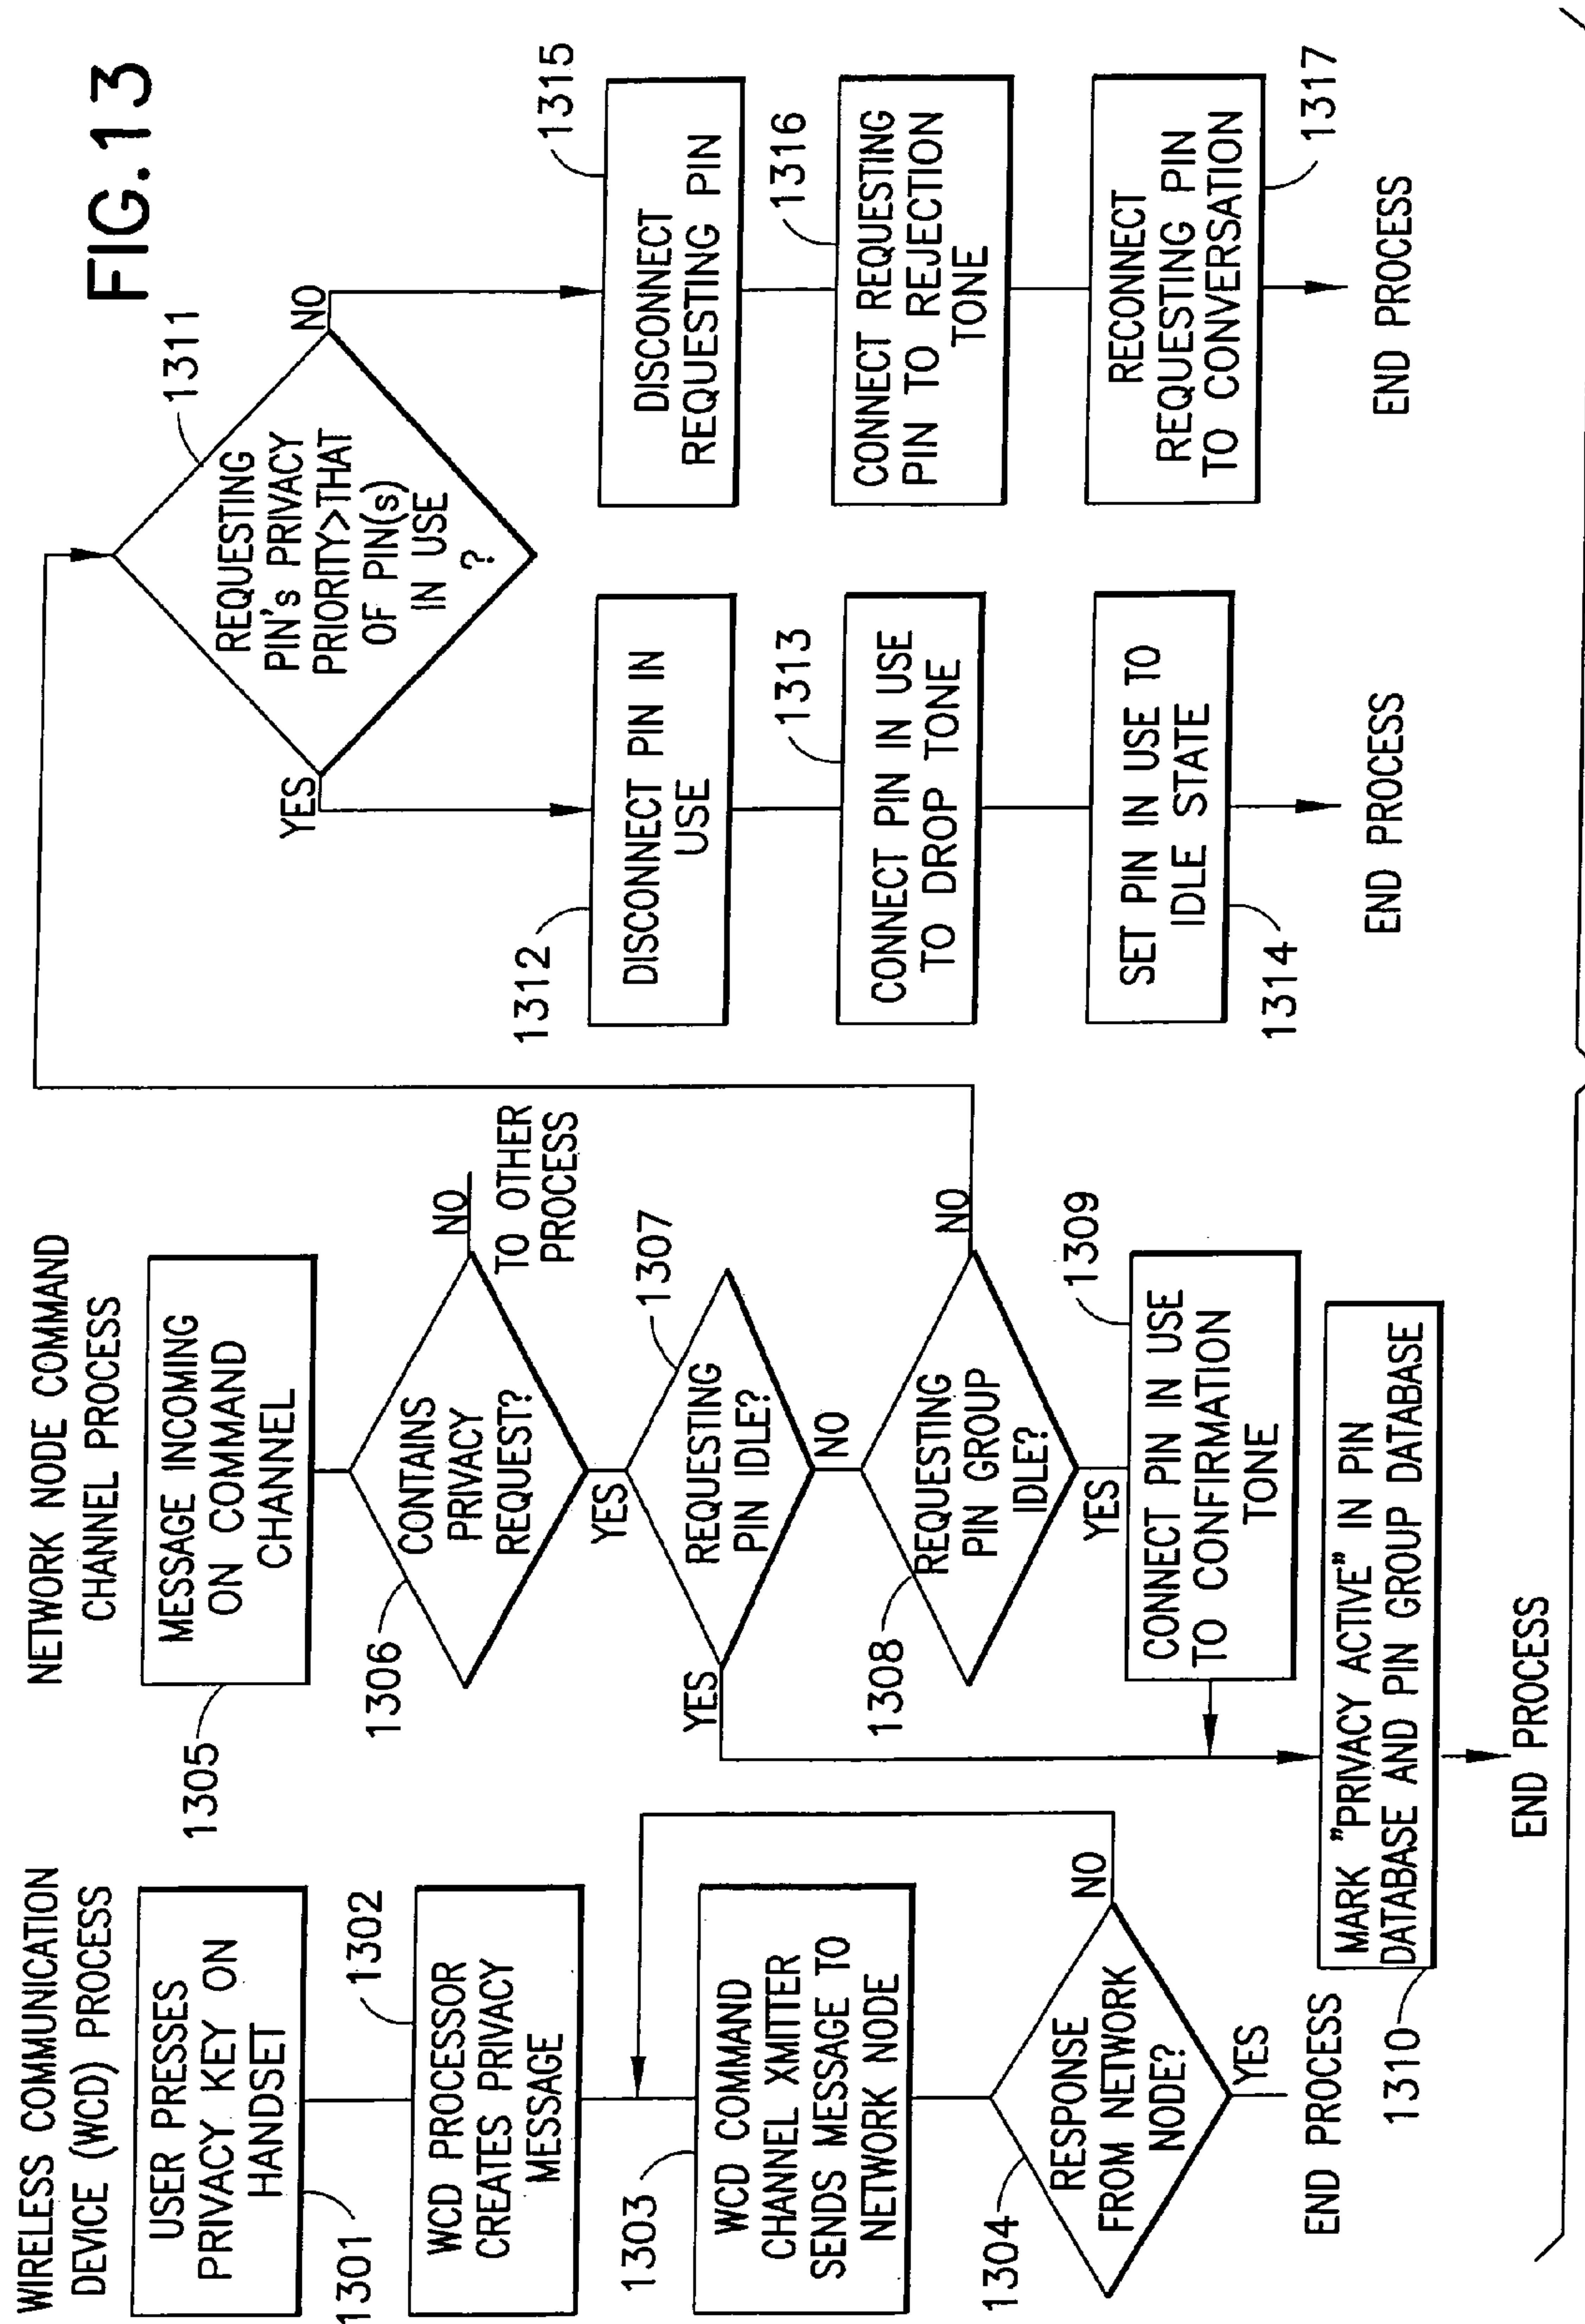 FIG.13
WIRELESS COMMUNICATION
DEVICE (WCD) PROCESS
USER PRESSES
PRIVACY KEY ON
HANDSET
1301
WCD PROCESSOR
CREATES PRIVACY
MESSAGE
1302
WCD COMMAND
CHANNEL XMITTER
SENDS MESSAGE TO
NETWORK NODE
1303
RESPONSE
FROM NETWORK
NODE?
1304
NO
YES
END PROCESS
NETWORK NODE COMMAND
CHANNEL PROCESS
MESSAGE INCOMING
ON COMMAND
CHANNEL
1305
CONTAINS
PRIVACY
REQUEST?
1306
NO
TO OTHER
PROCESS
YES
REQUESTING
PIN IDLE?
1307
YES
NO
REQUESTING
PIN GROUP
IDLE?
1308
NO
YES
CONNECT PIN IN USE
TO CONFIRMATION
TONE
1309
MARK "PRIVACY ACTIVE" IN PIN
DATABASE AND PIN GROUP DATABASE
1310
END PROCESS
REQUESTING
PIN's PRIVACY
PRIORITY>THAT
OF PIN(s)
IN USE
?
1311
YES
NO
DISCONNECT PIN IN
USE
1312
CONNECT PIN IN USE
TO DROP TONE
1313
SET PIN IN USE TO
IDLE STATE
1314
END PROCESS
DISCONNECT
REQUESTING PIN
1315
CONNECT REQUESTING
PIN TO REJECTION
TONE
1316
RECONNECT
REQUESTING PIN
TO CONVERSATION
1317
END PROCESS